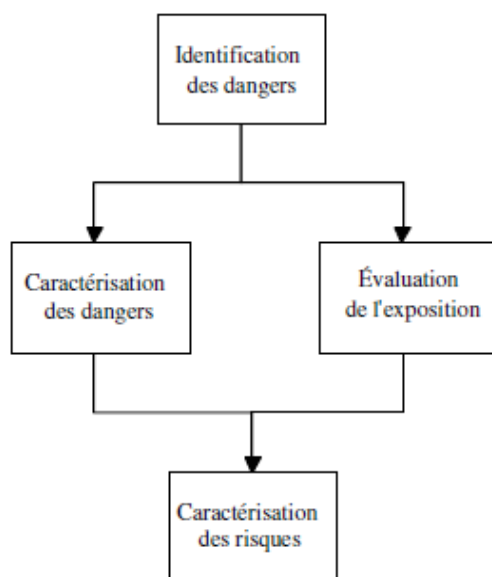 Identification
des dangers
Caractérisation
des dangers
Évaluation
de l'exposition
Caractérisation
des risques